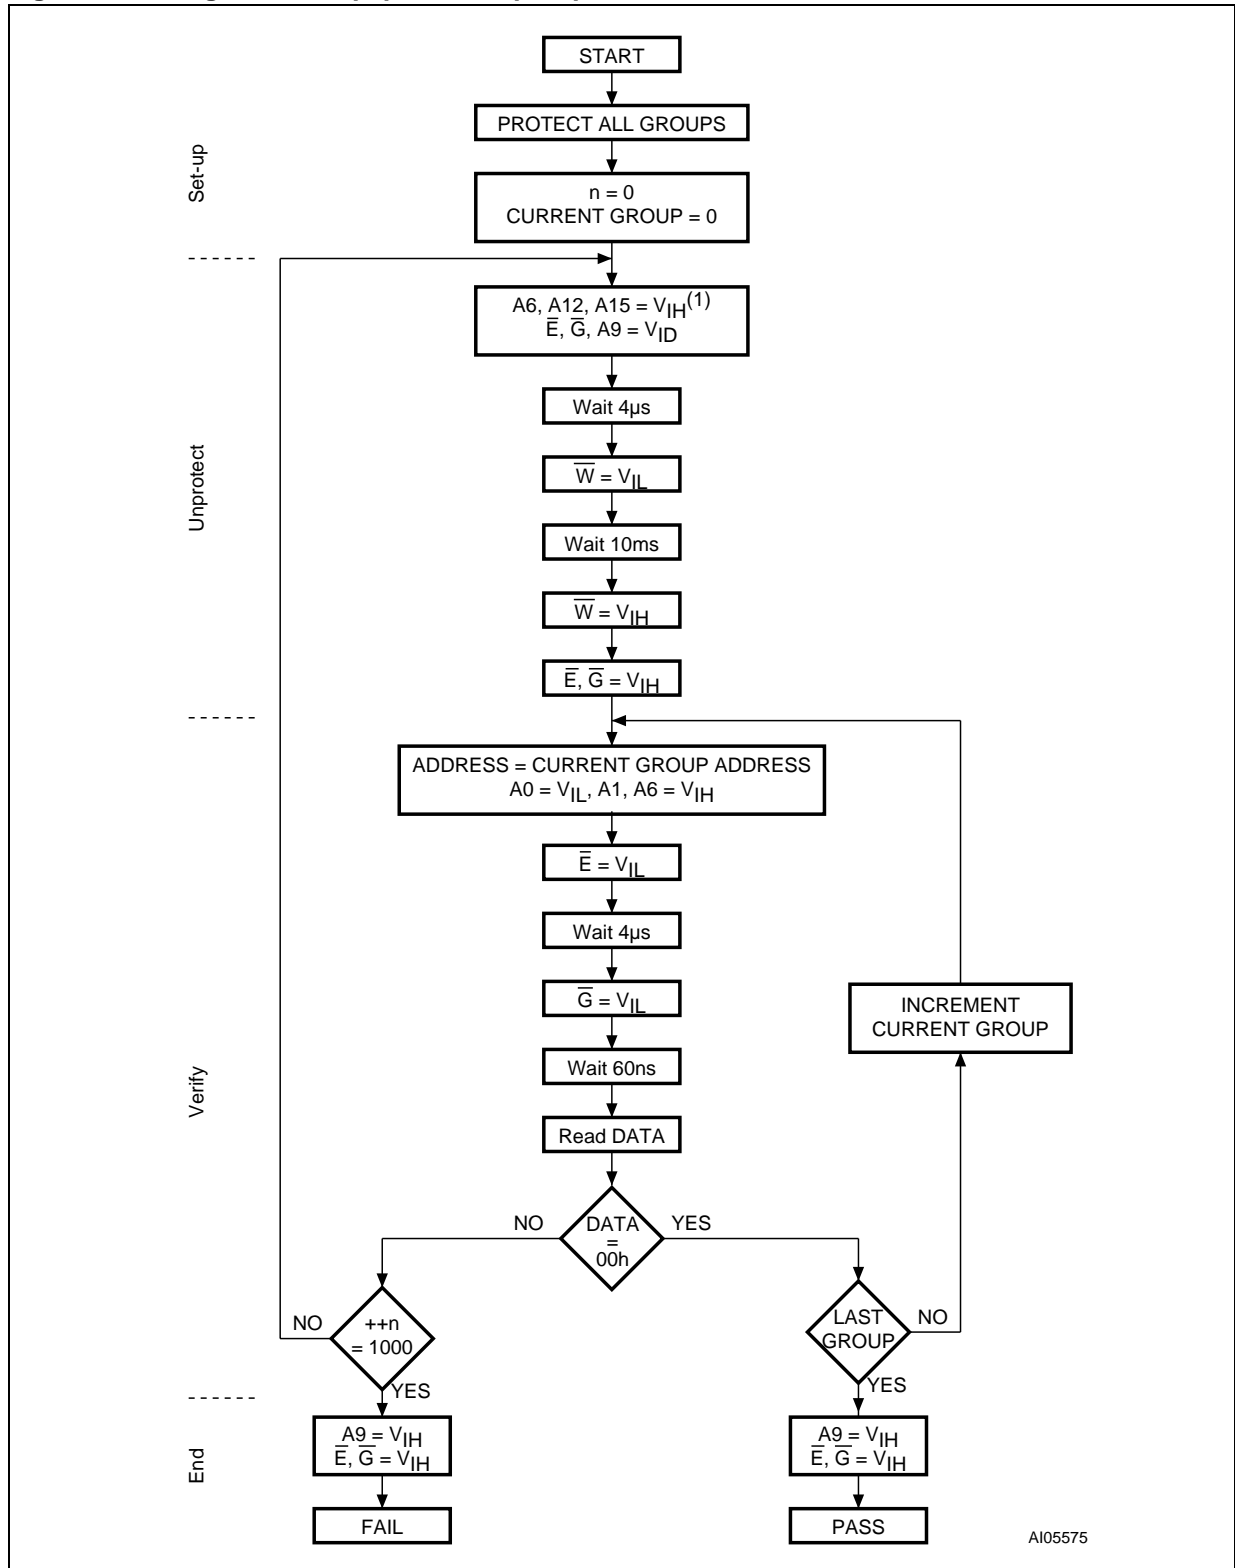 START
PROTECT ALL GROUPS
Set-up
n = 0
CURRENT GROUP = 0
A6, A12, A15 = VIH(1)
E̅, G̅, A9 = VID
Wait 4µs
Unprotect
W̅ = VIL
Wait 10ms
W̅ = VIH
E̅, G̅ = VIH
ADDRESS = CURRENT GROUP ADDRESS
A0 = VIL, A1, A6 = VIH
E̅ = VIL
Wait 4µs
G̅ = VIL
INCREMENT
CURRENT GROUP
Wait 60ns
Verify
Read DATA
NO
DATA
=
00h
YES
NO
++n
= 1000
YES
LAST
GROUP
NO
YES
End
A9 = VIH
E̅, G̅ = VIH
A9 = VIH
E̅, G̅ = VIH
FAIL
PASS
AI05575